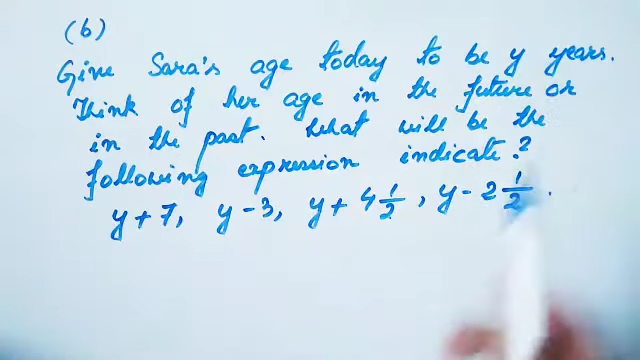 (b)
Give Sara's age today to be y years.
Think of her age in the future or
in the past. What will be the
following expression indicate?
y + 7, y - 3, y + 4 1/2, y - 2 1/2.